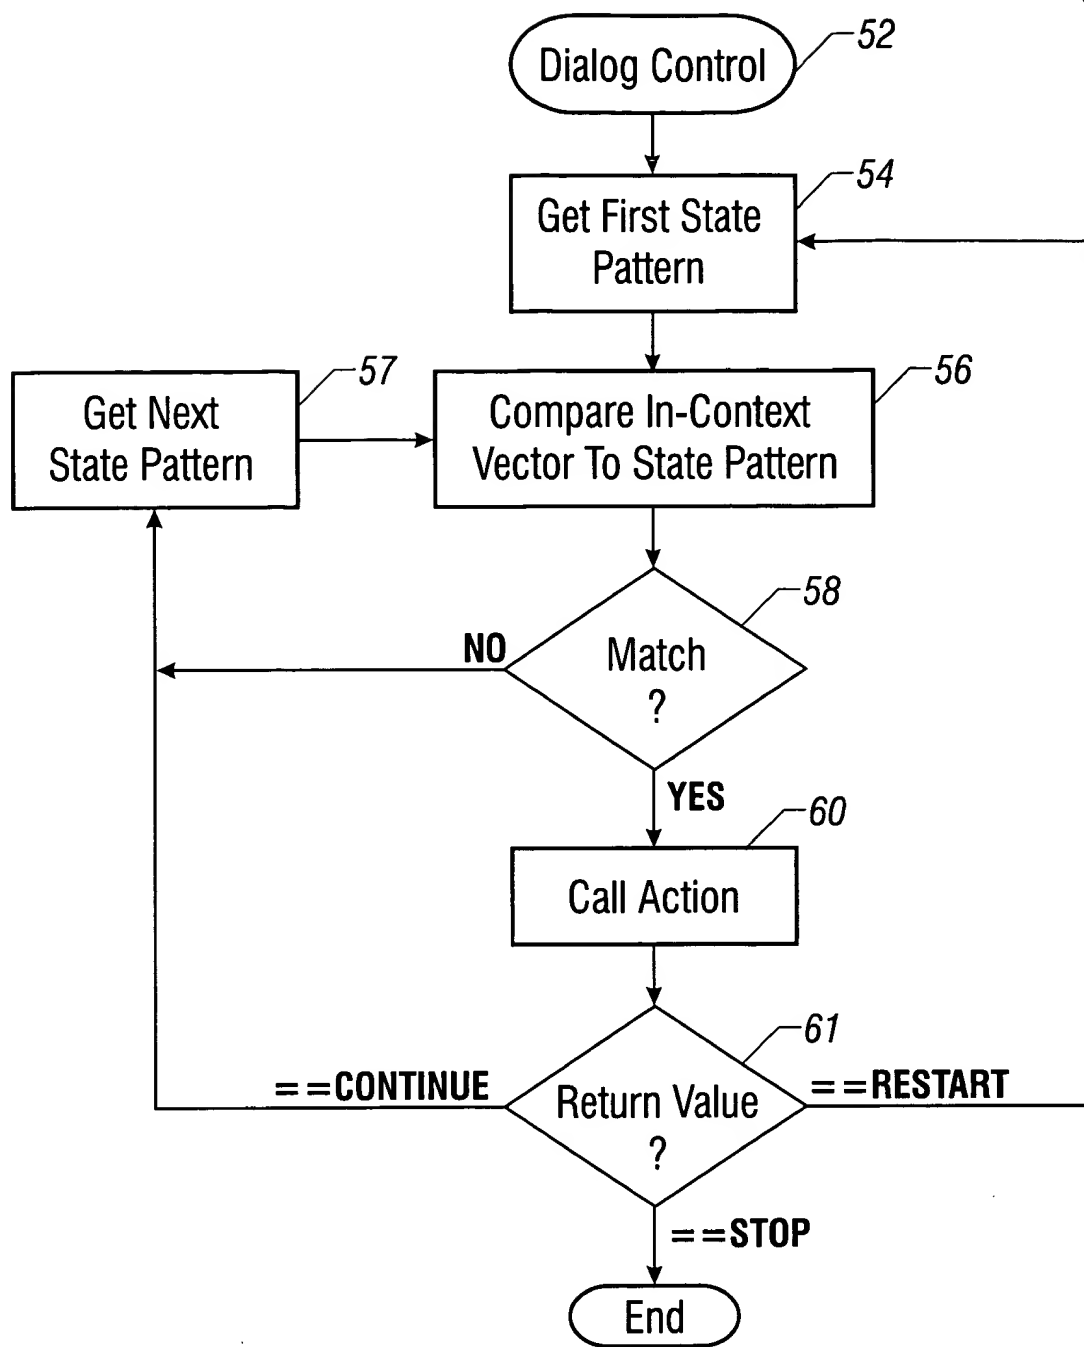 Dialog Control
52
54
Get First State
Pattern
57
56
Get Next
State Pattern
Compare In-Context
Vector To State Pattern
58
NO
Match
?
YES
60
Call Action
61
==CONTINUE
Return Value
?
==RESTART
==STOP
End